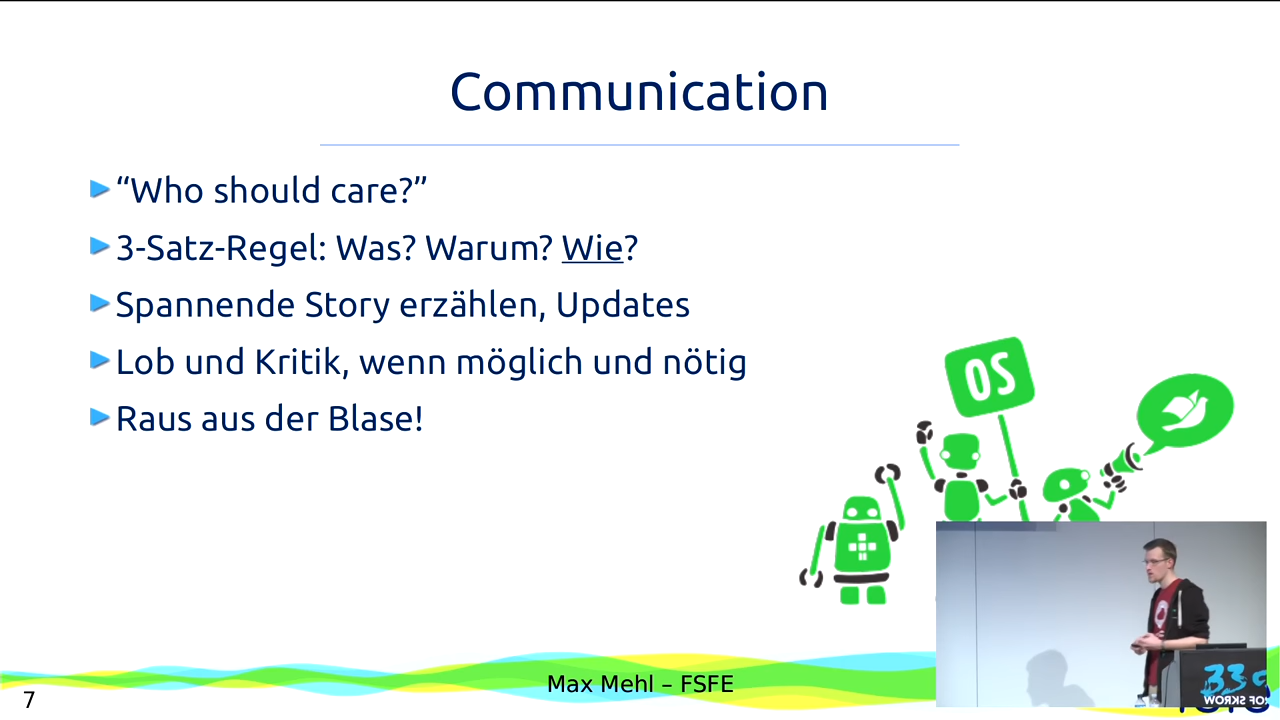 Communication
“Who should care?”
3-Satz-Regel: Was? Warum? Wie?
Spannende Story erzählen, Updates
Lob und Kritik, wenn möglich und nötig
Raus aus der Blase!
OS
Max Mehl – FSFE
7